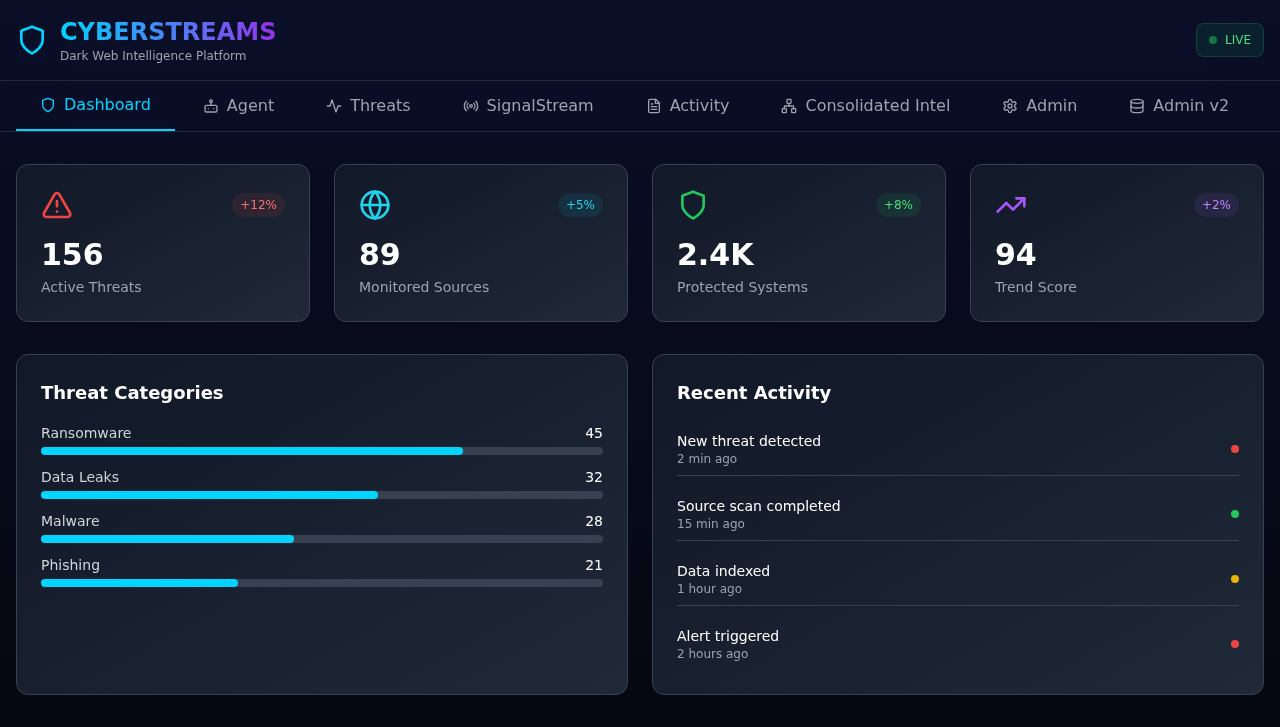 CYBERSTREAMS
Dark Web Intelligence Platform
LIVE
Dashboard
Agent
Threats
SignalStream
Activity
Consolidated Intel
Admin
Admin v2
+12%
156
Active Threats
+5%
89
Monitored Sources
+8%
2.4K
Protected Systems
+2%
94
Trend Score
Threat Categories
Ransomware 45
Data Leaks 32
Malware 28
Phishing 21
Recent Activity
New threat detected
2 min ago
Source scan completed
15 min ago
Data indexed
1 hour ago
Alert triggered
2 hours ago